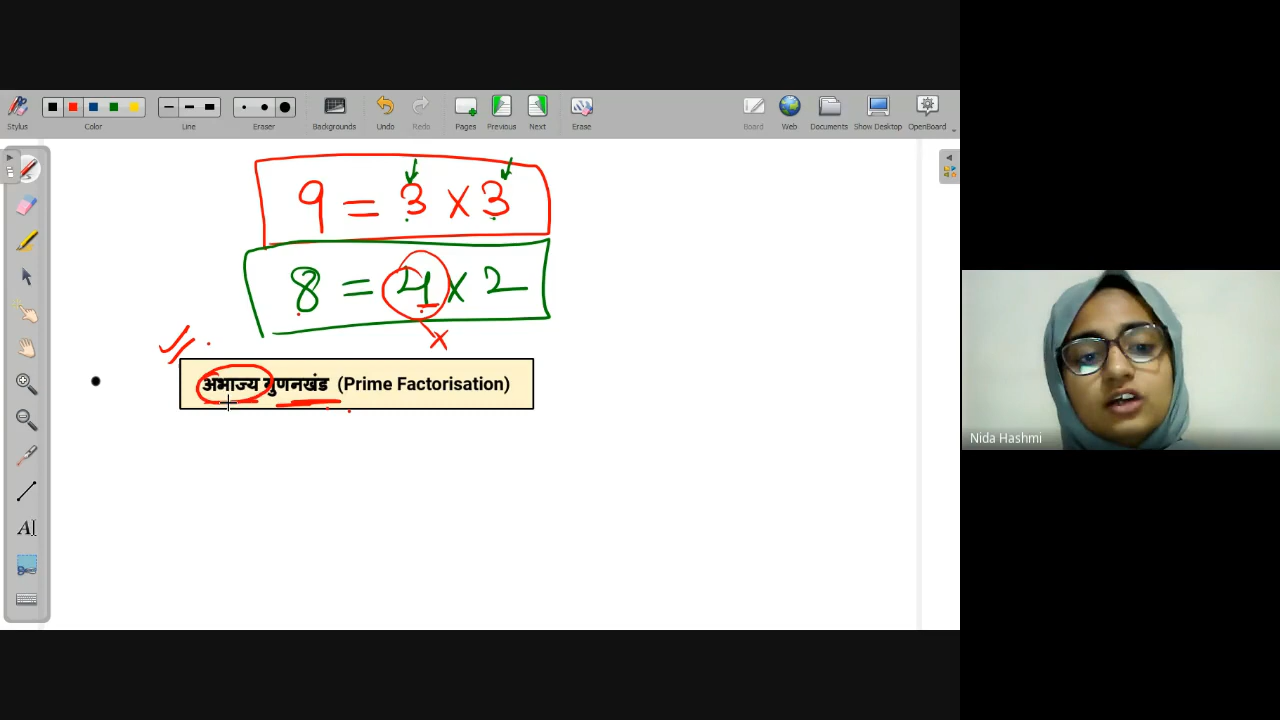 Stylus
Color
Line
Eraser
Backgrounds
Undo
Redo
Pages
Previous
Next
Erase
Board
Web
Documents
Show Desktop
OpenBoard
9 = 3 x 3
8 = 4 x 2
x
अभाज्य गुणनखंड (Prime Factorisation)
A
Nida Hashmi